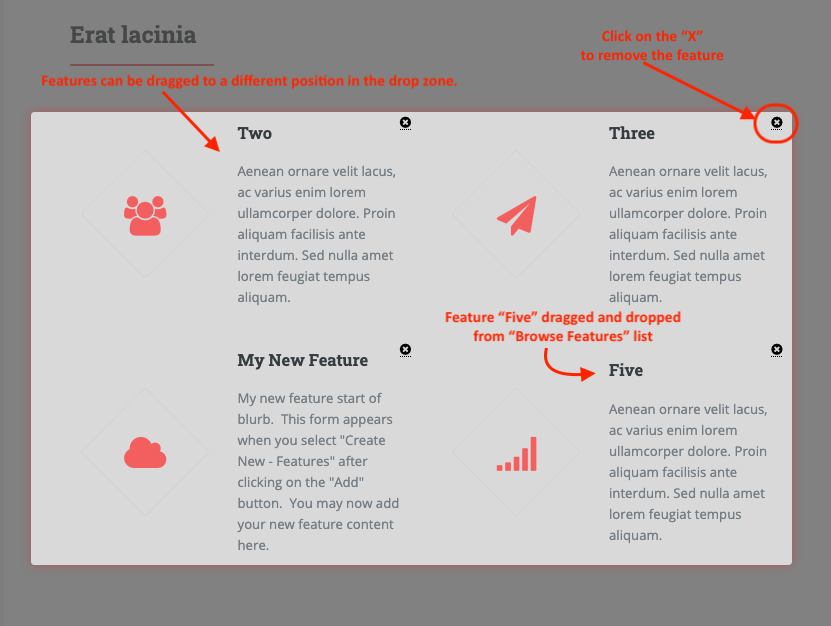 Erat lacinia
Click on the “X”
to remove the feature
Features can be dragged to a different position in the drop zone.
Two
Aenean ornare velit lacus,
ac varius enim lorem
ullamcorper dolore. Proin
aliquam facilisis ante
interdum. Sed nulla amet
lorem feugiat tempus
aliquam.
Three
Aenean ornare velit lacus,
ac varius enim lorem
ullamcorper dolore. Proin
aliquam facilisis ante
interdum. Sed nulla amet
lorem feugiat tempus
aliquam.
Feature “Five” dragged and dropped
from “Browse Features” list
My New Feature
My new feature start of
blurb.  This form appears
when you select "Create
New - Features" after
clicking on the "Add"
button.  You may now add
your new feature content
here.
Five
Aenean ornare velit lacus,
ac varius enim lorem
ullamcorper dolore. Proin
aliquam facilisis ante
interdum. Sed nulla amet
lorem feugiat tempus
aliquam.